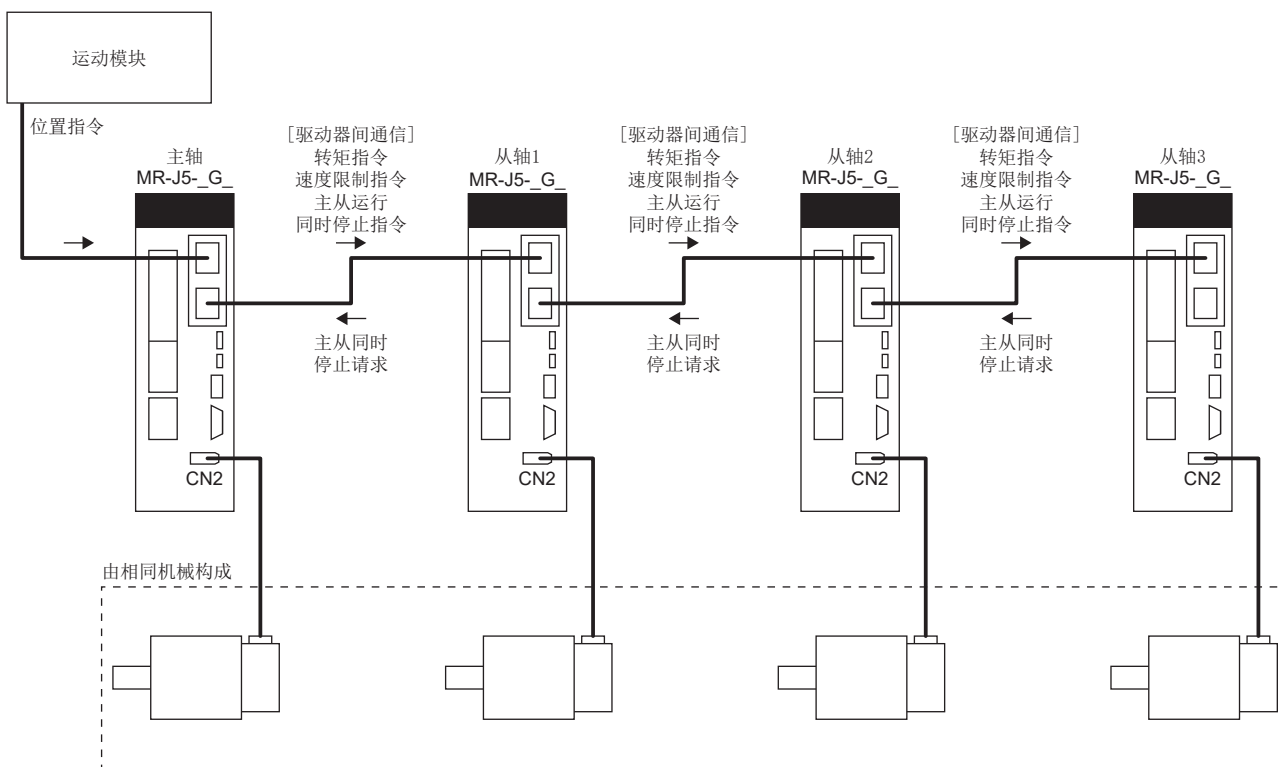 运动模块
位置指令
主轴
MR-J5-_G_
[驱动器间通信]
转矩指令
速度限制指令
主从运行
同时停止指令
主从同时
停止请求
从轴1
MR-J5-_G_
[驱动器间通信]
转矩指令
速度限制指令
主从运行
同时停止指令
主从同时
停止请求
从轴2
MR-J5-_G_
[驱动器间通信]
转矩指令
速度限制指令
主从运行
同时停止指令
主从同时
停止请求
从轴3
MR-J5-_G_
CN2
CN2
CN2
CN2
由相同机械构成